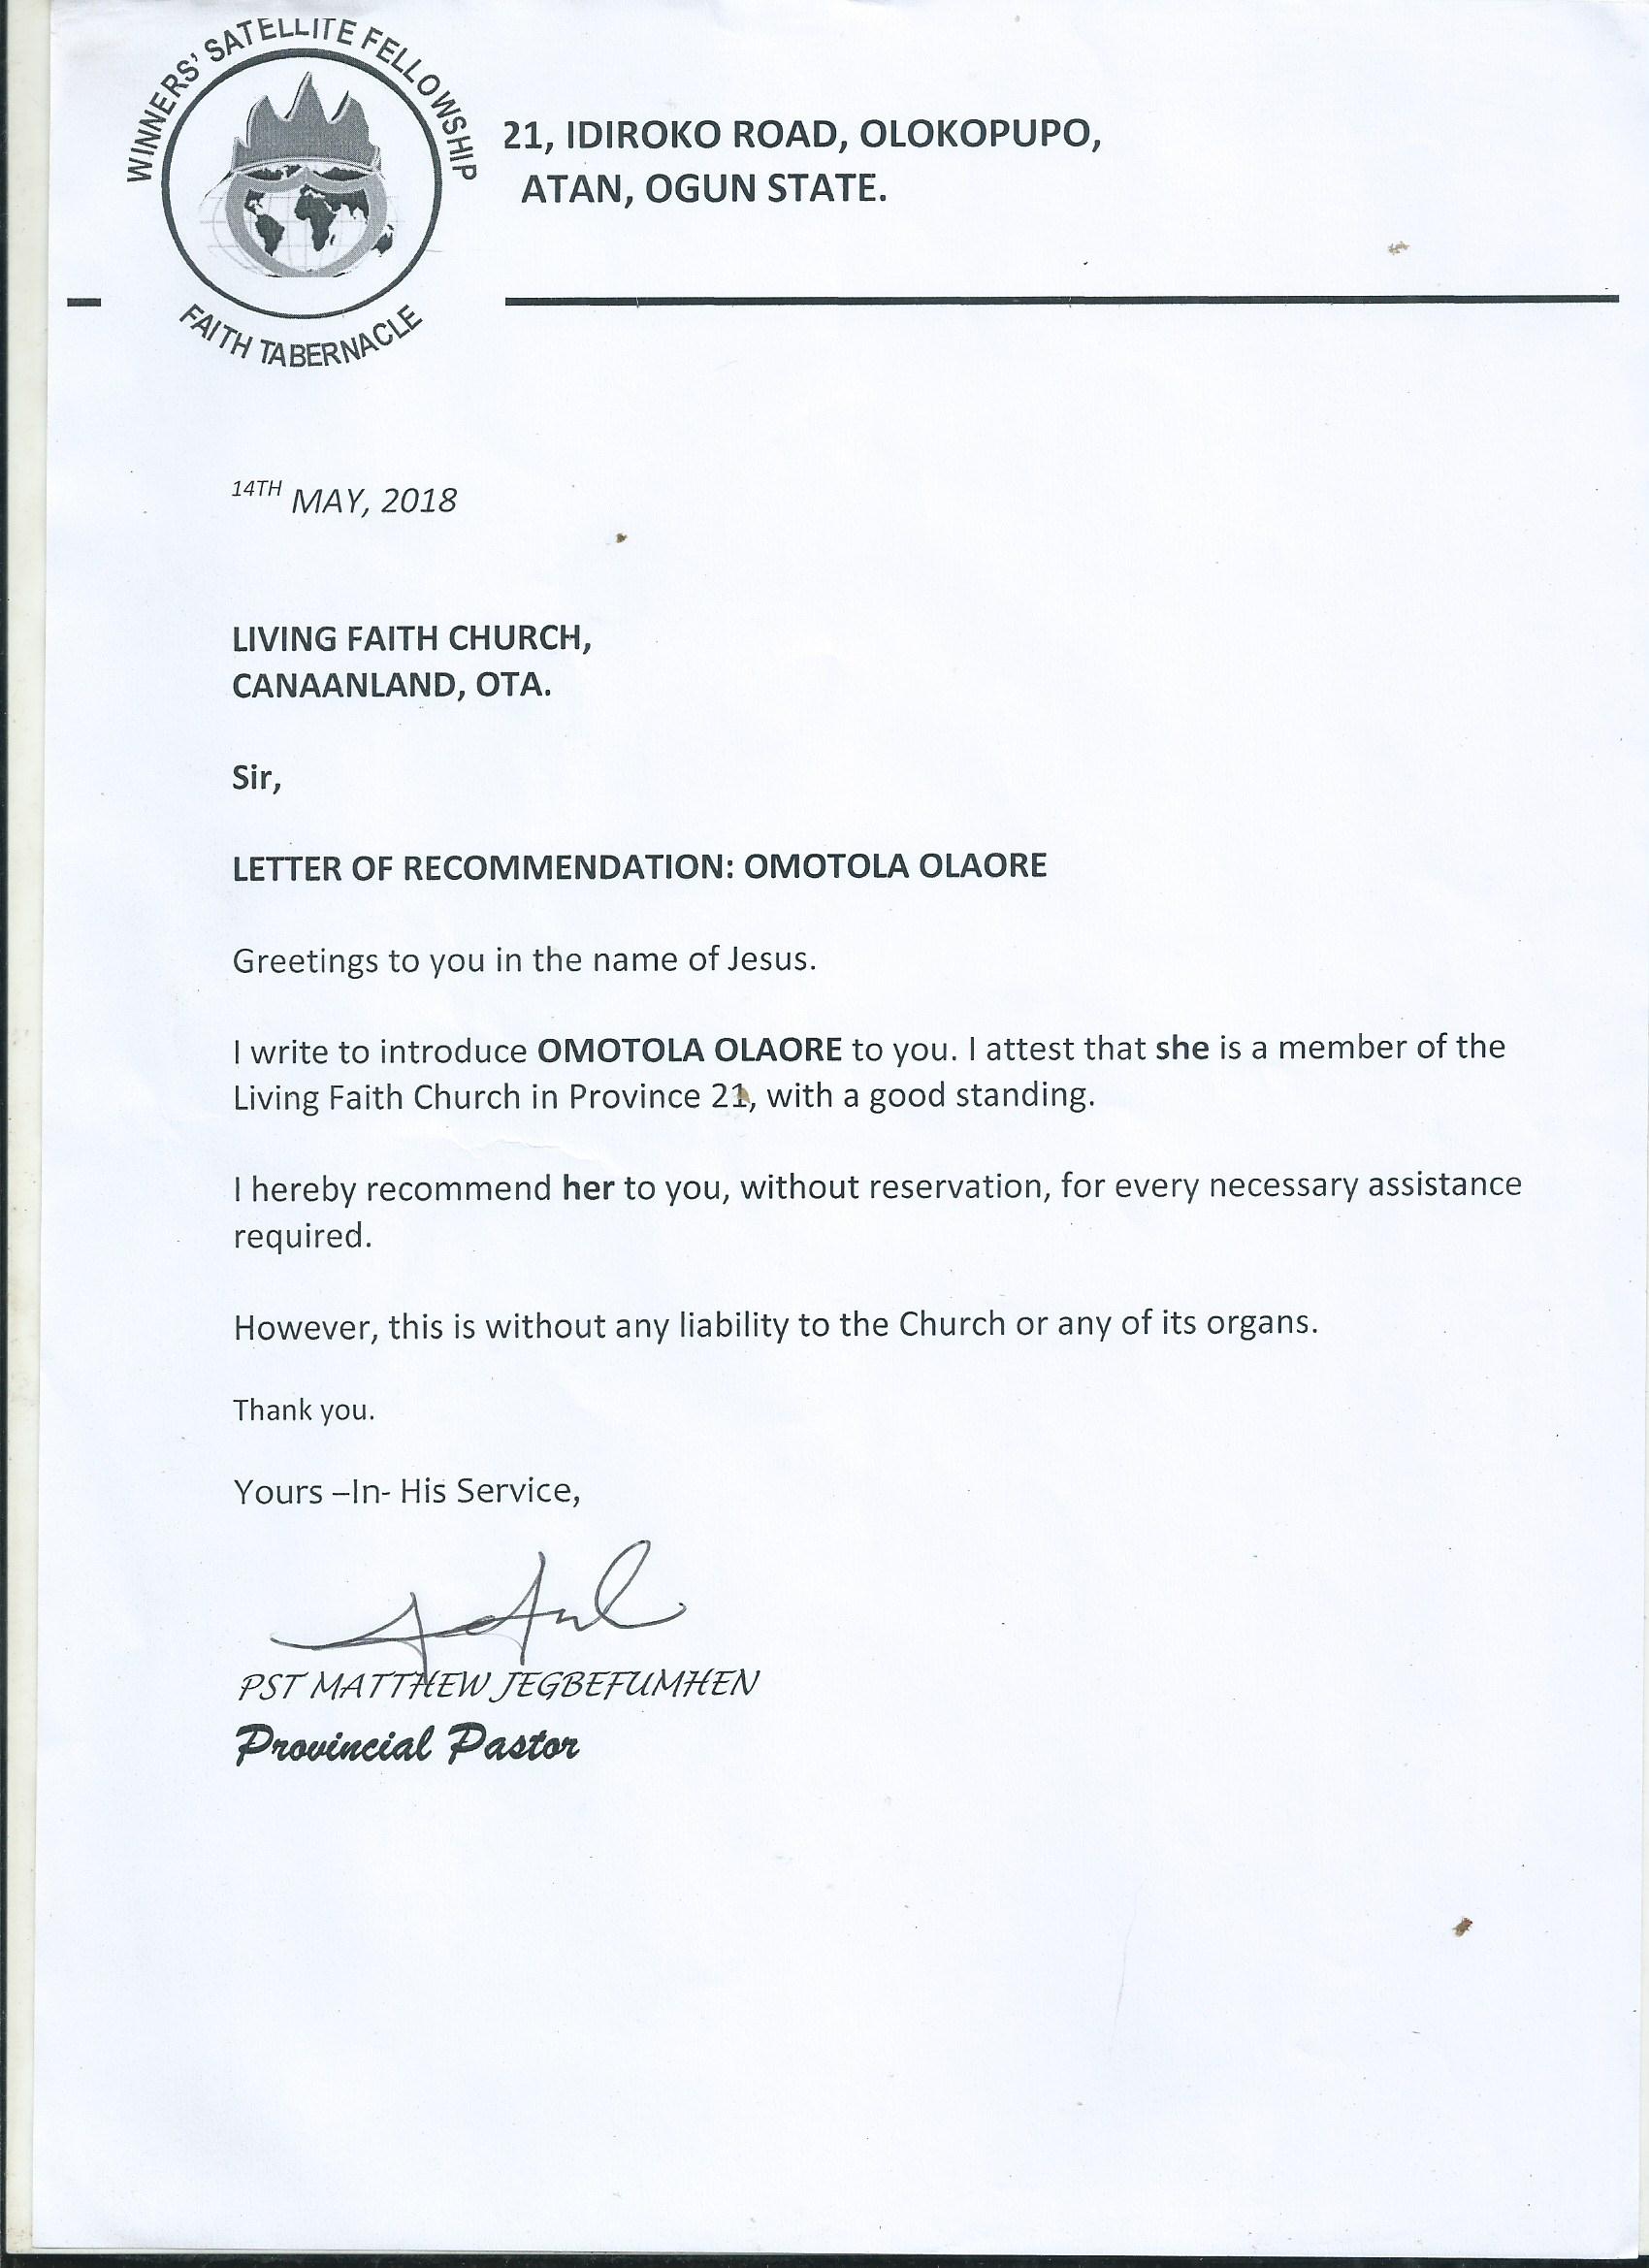 WINNERS' SATELLITE FELLOWSHIP
FAITH TABERNACLE
21, IDIROKO ROAD, OLOKOPUPO,
ATAN, OGUN STATE.
14TH MAY, 2018
LIVING FAITH CHURCH,
CANAANLAND, OTA.
Sir,
LETTER OF RECOMMENDATION: OMOTOLA OLAORE
Greetings to you in the name of Jesus.
I write to introduce OMOTOLA OLAORE to you. I attest that she is a member of the
Living Faith Church in Province 21, with a good standing.
I hereby recommend her to you, without reservation, for every necessary assistance
required.
However, this is without any liability to the Church or any of its organs.
Thank you.
Yours –In- His Service,
PST MATTHEW JEGBEFUMHEN
Provincial Pastor